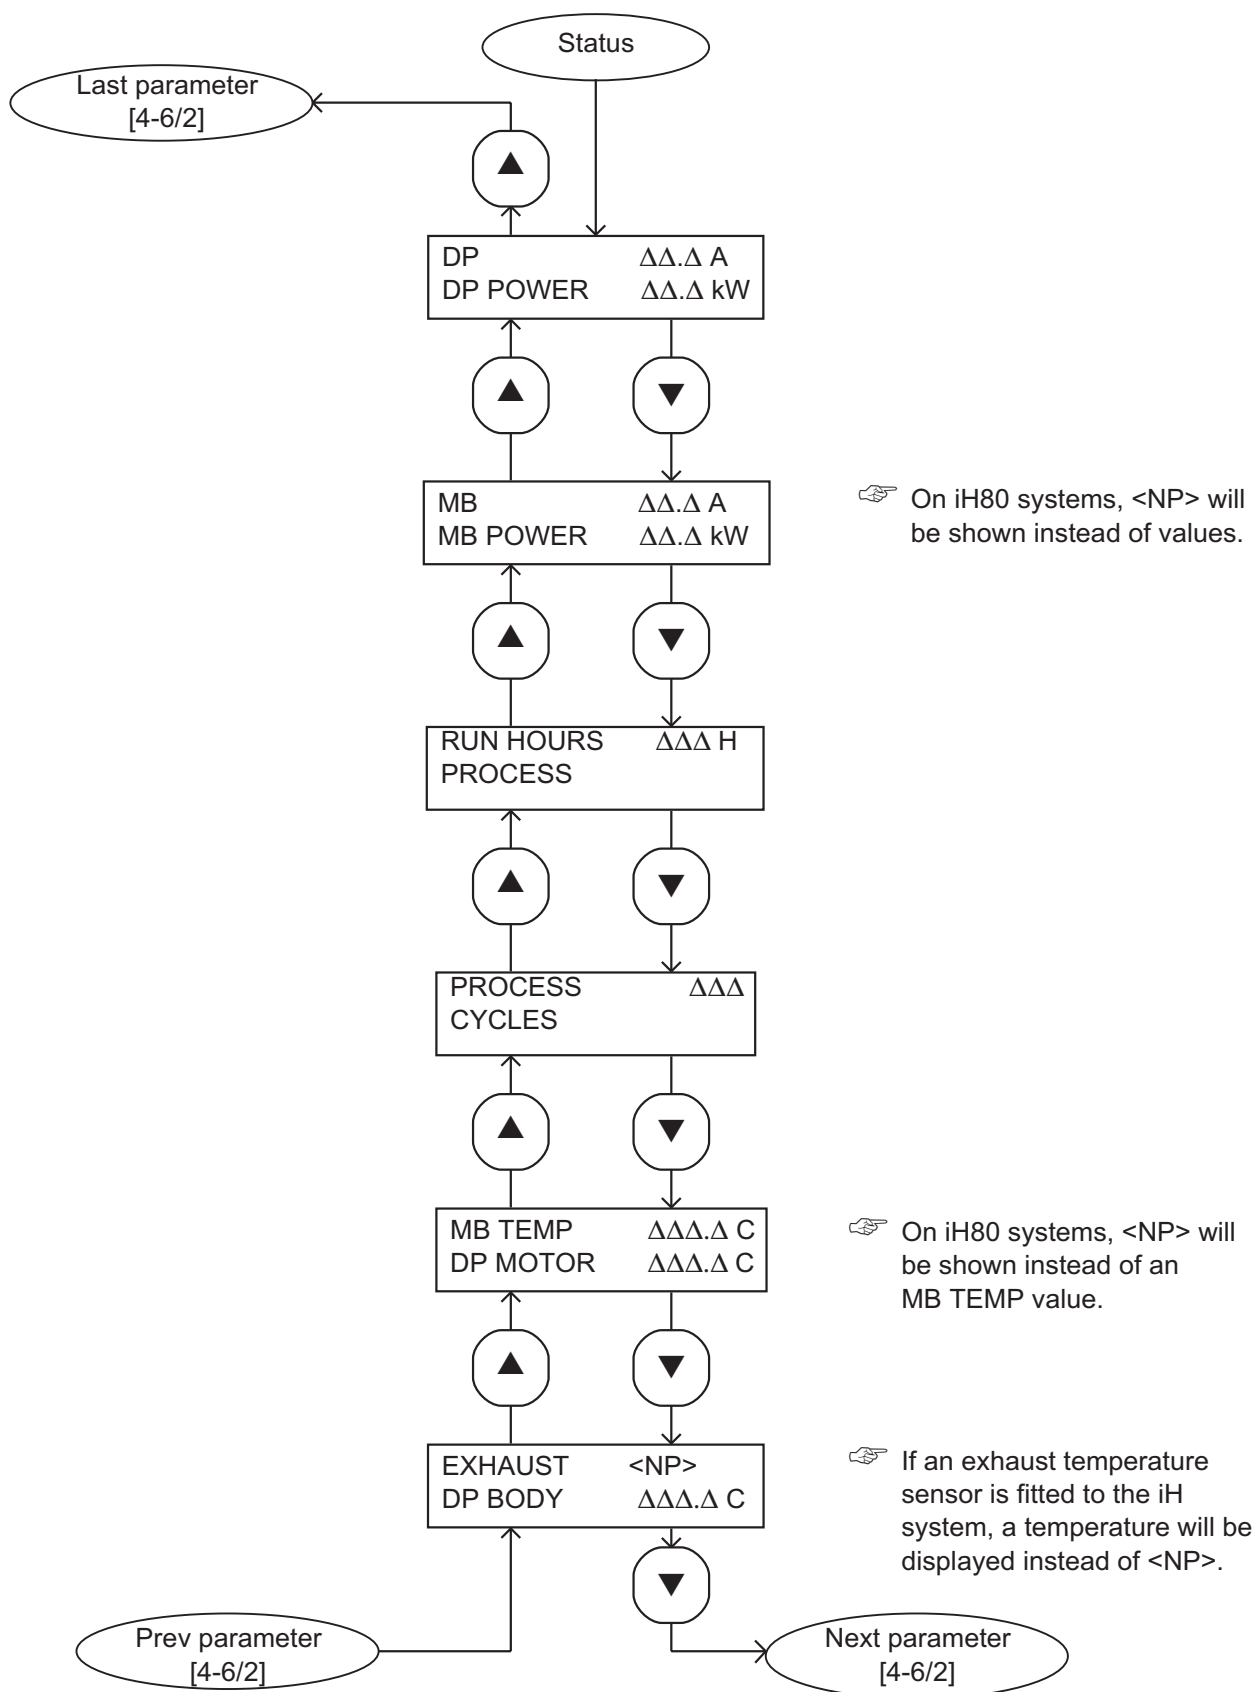 Status
Last parameter
[4-6/2]
DP ΔΔ.Δ A
DP POWER ΔΔ.Δ kW
MB ΔΔ.Δ A
MB POWER ΔΔ.Δ kW
☞ On iH80 systems, <NP> will
be shown instead of values.
RUN HOURS ΔΔΔ H
PROCESS
PROCESS ΔΔΔ
CYCLES
MB TEMP ΔΔΔ.Δ C
DP MOTOR ΔΔΔ.Δ C
☞ On iH80 systems, <NP> will
be shown instead of an
MB TEMP value.
EXHAUST <NP>
DP BODY ΔΔΔ.Δ C
☞ If an exhaust temperature
sensor is fitted to the iH
system, a temperature will be
displayed instead of <NP>.
Prev parameter
[4-6/2]
Next parameter
[4-6/2]